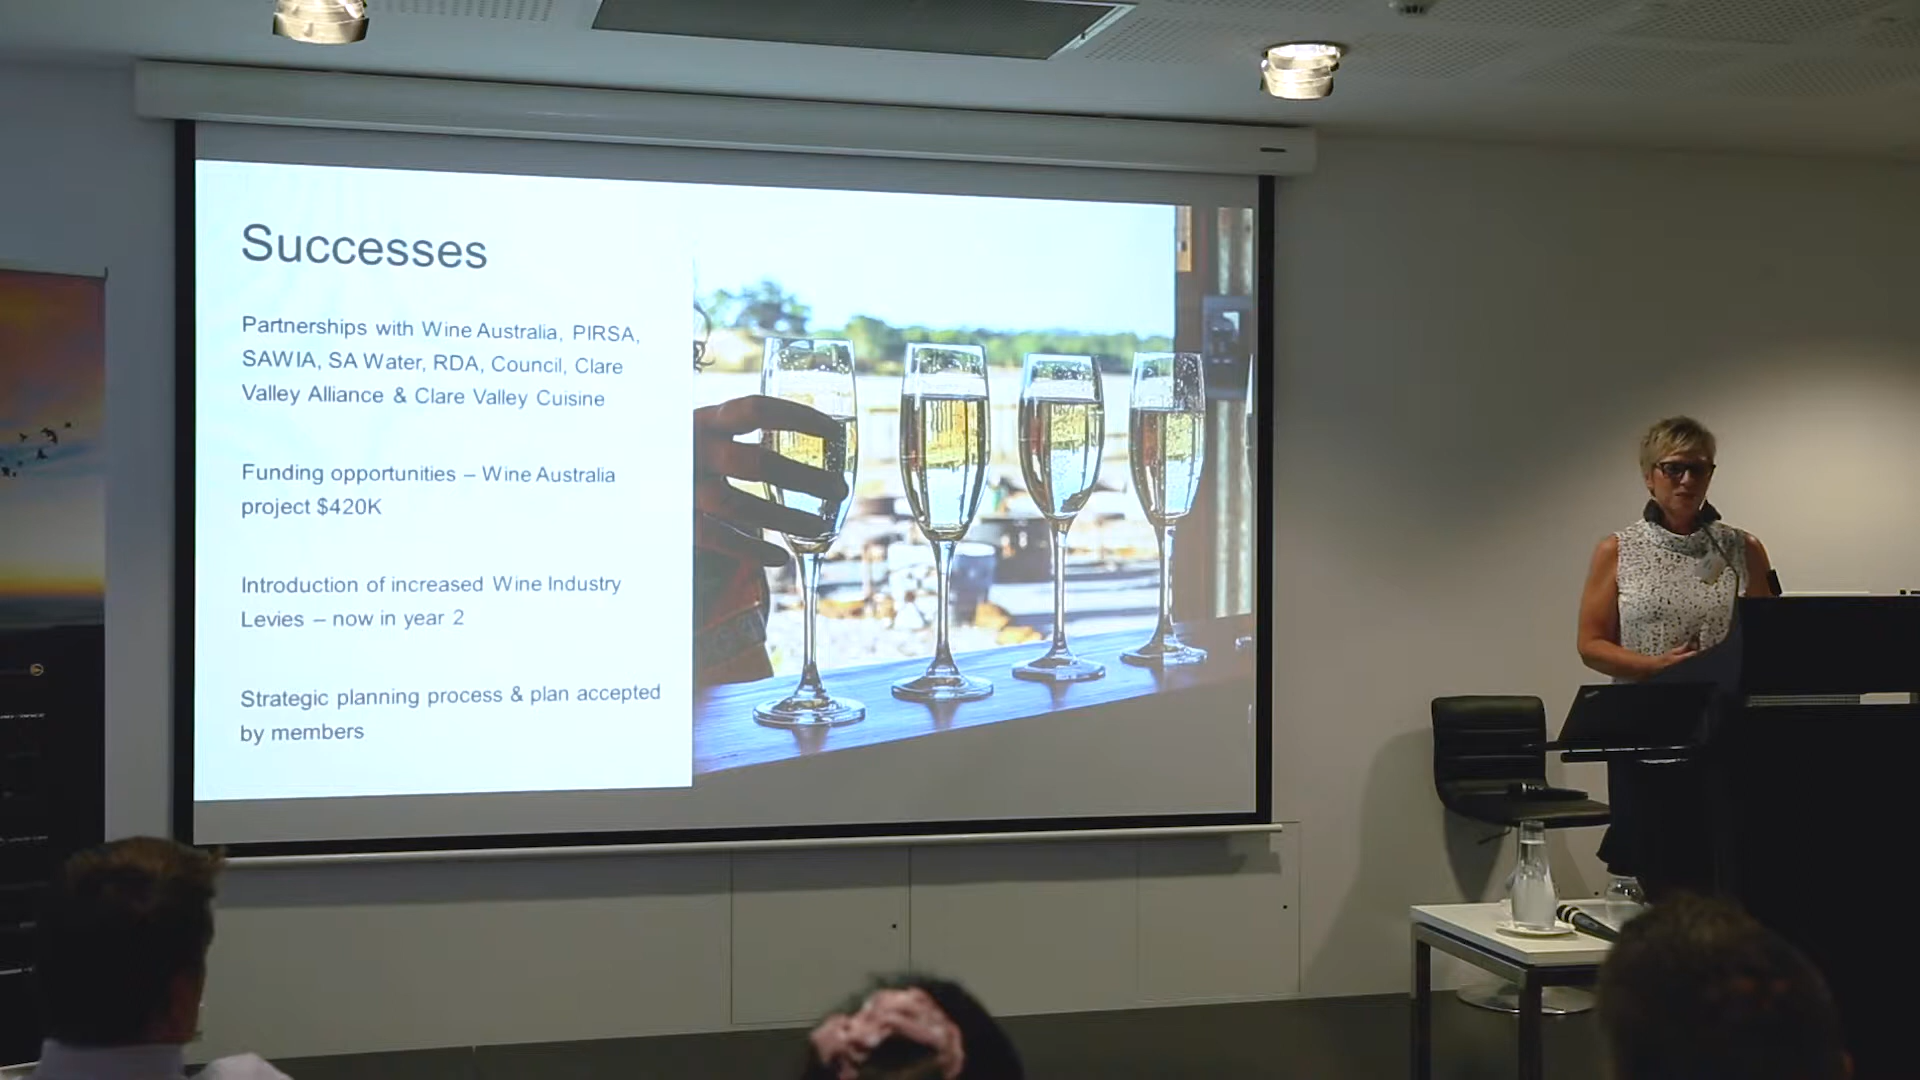 Successes
Partnerships with Wine Australia, PIRSA,
SAWIA, SA Water, RDA, Council, Clare
Valley Alliance & Clare Valley Cuisine
Funding opportunities – Wine Australia
project $420K
Introduction of increased Wine Industry
Levies – now in year 2
Strategic planning process & plan accepted
by members